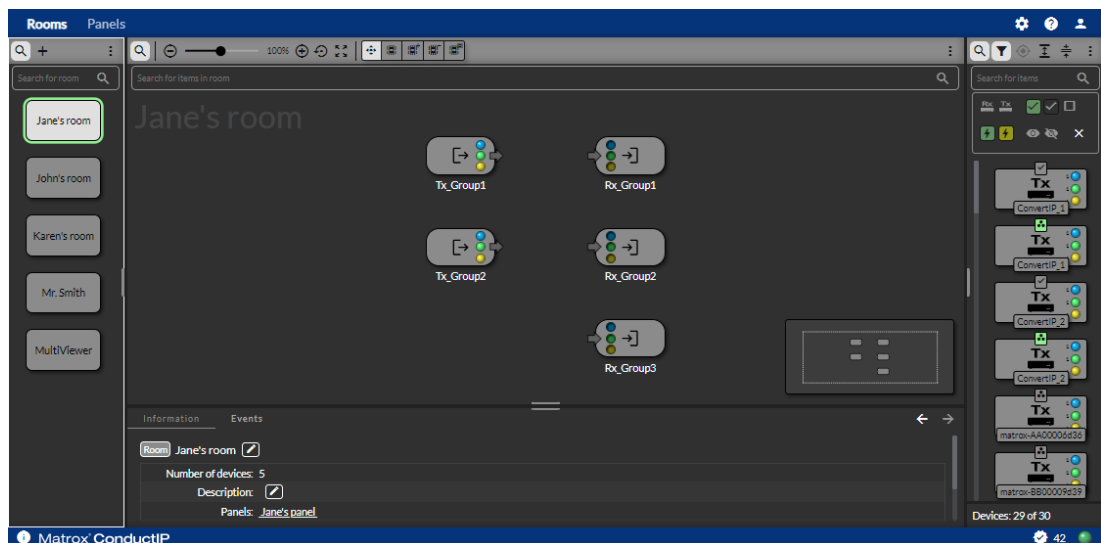 Rooms Panels
100%
Search for room
Search for items in room
Search for items
Jane's room
John's room
Karen's room
Mr. Smith
MultiViewer
Jane's room
Tx_Group1
Rx_Group1
Tx_Group2
Rx_Group2
Rx_Group3
Rx Tx
Tx
ConvertIP_1
Tx
ConvertIP_1
Tx
ConvertIP_2
Tx
ConvertIP_2
Tx
matrox-AA00006d36
Tx
matrox-BB00009d39
Devices: 29 of 30
Information Events
Room Jane's room
Number of devices: 5
Description:
Panels: Jane's panel
Matrox® ConductIP
42